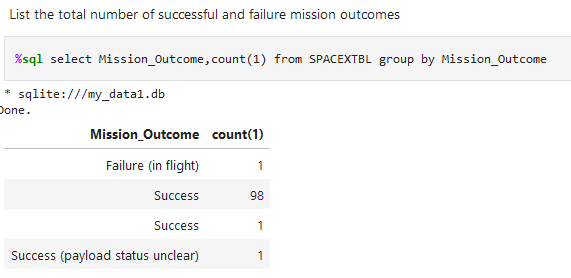 List the total number of successful and failure mission outcomes
%sql select Mission_Outcome,count(1) from SPACEXTBL group by Mission_Outcome
* sqlite:///my_data1.db
Done.
Mission_Outcome count(1)
Failure (in flight) 1
Success 98
Success 1
Success (payload status unclear) 1